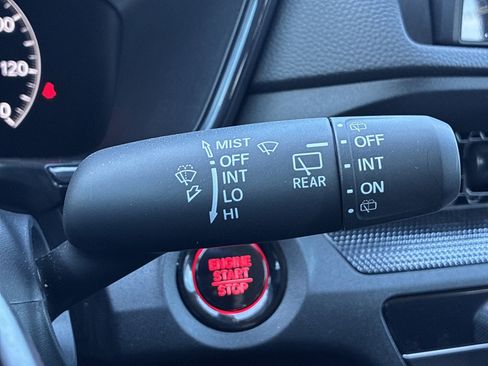 MIST
OFF
INT
LO
HI
REAR
OFF
INT
ON
ENGINE
START
STOP
120